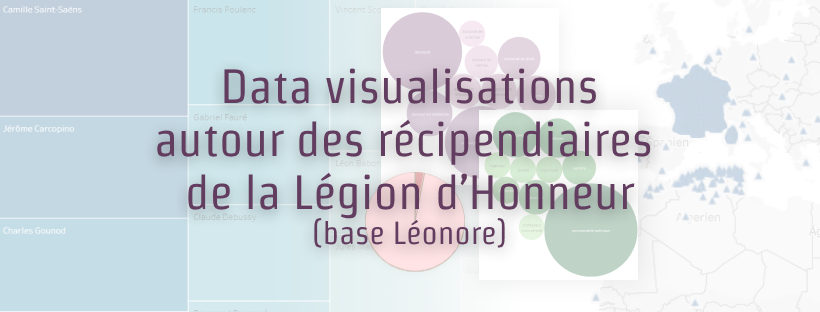 Camille Saint-Saëns
Francis Poulenc
Data visualisations
autour des récipendiaires
de la Légion d'Honneur
(base Léonore)
Jérôme Carcopino
Gabriel Fauré
Charles Gounod
Claude Debussy